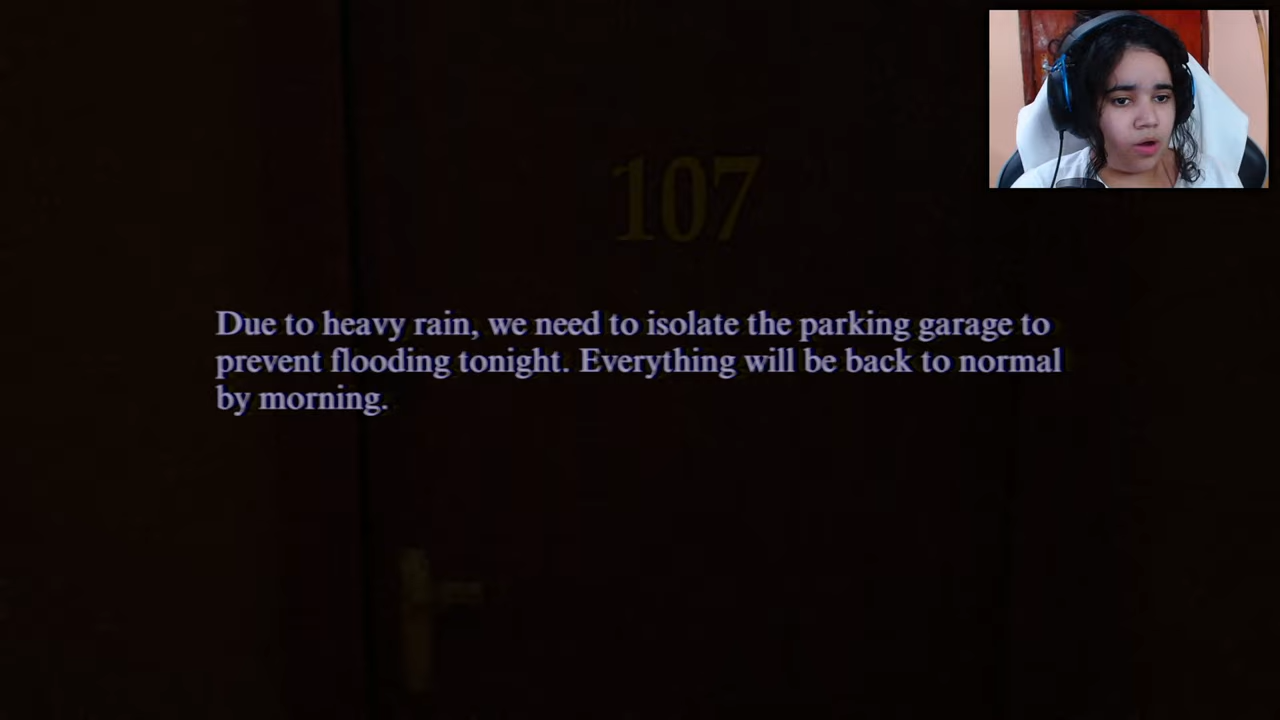 107
Due to heavy rain, we need to isolate the parking garage to
prevent flooding tonight. Everything will be back to normal
by morning.